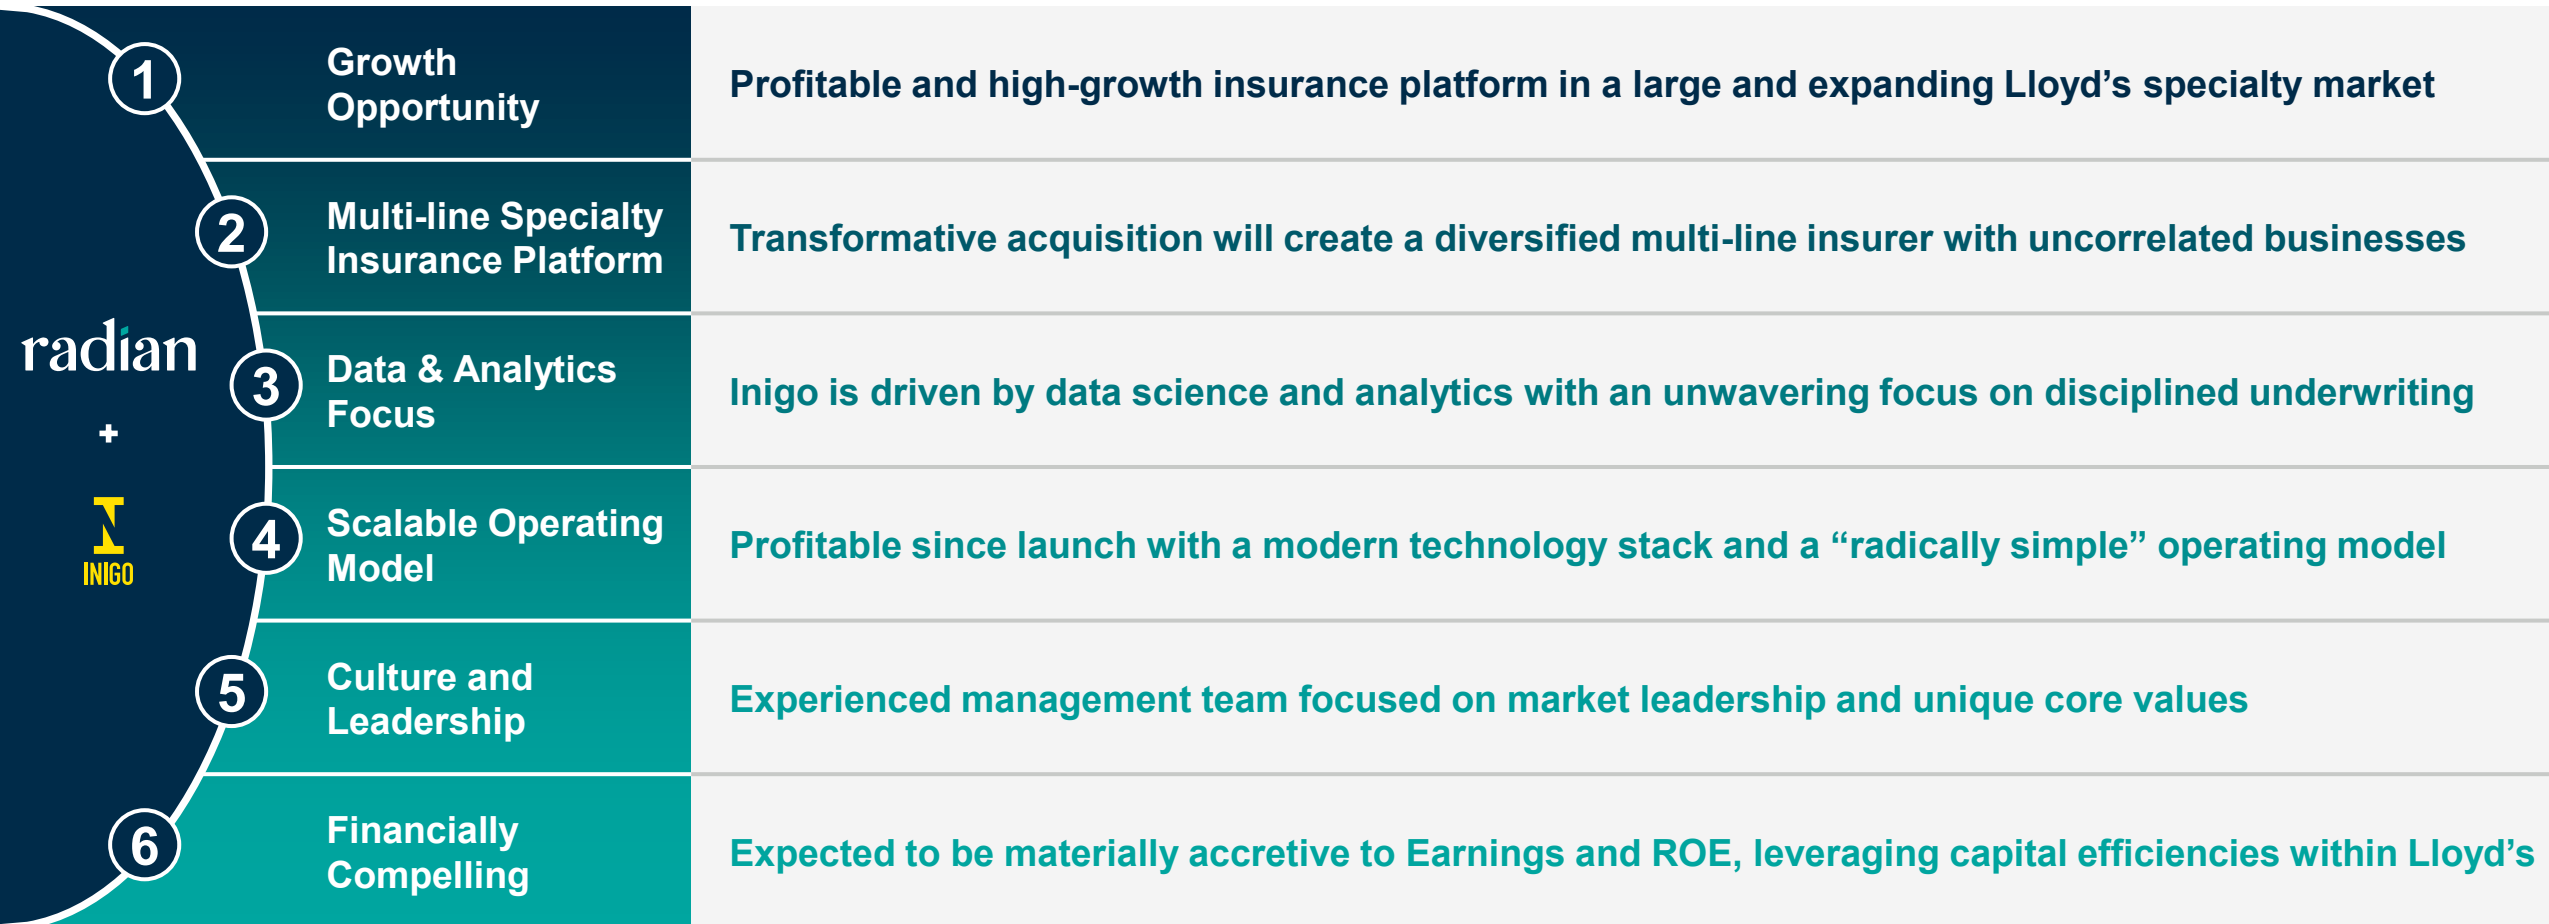 radian
+
INIGO
1
Growth
Opportunity
Profitable and high-growth insurance platform in a large and expanding Lloyd’s specialty market
2
Multi-line Specialty
Insurance Platform
Transformative acquisition will create a diversified multi-line insurer with uncorrelated businesses
3
Data & Analytics
Focus
Inigo is driven by data science and analytics with an unwavering focus on disciplined underwriting
4
Scalable Operating
Model
Profitable since launch with a modern technology stack and a “radically simple” operating model
5
Culture and
Leadership
Experienced management team focused on market leadership and unique core values
6
Financially
Compelling
Expected to be materially accretive to Earnings and ROE, leveraging capital efficiencies within Lloyd’s